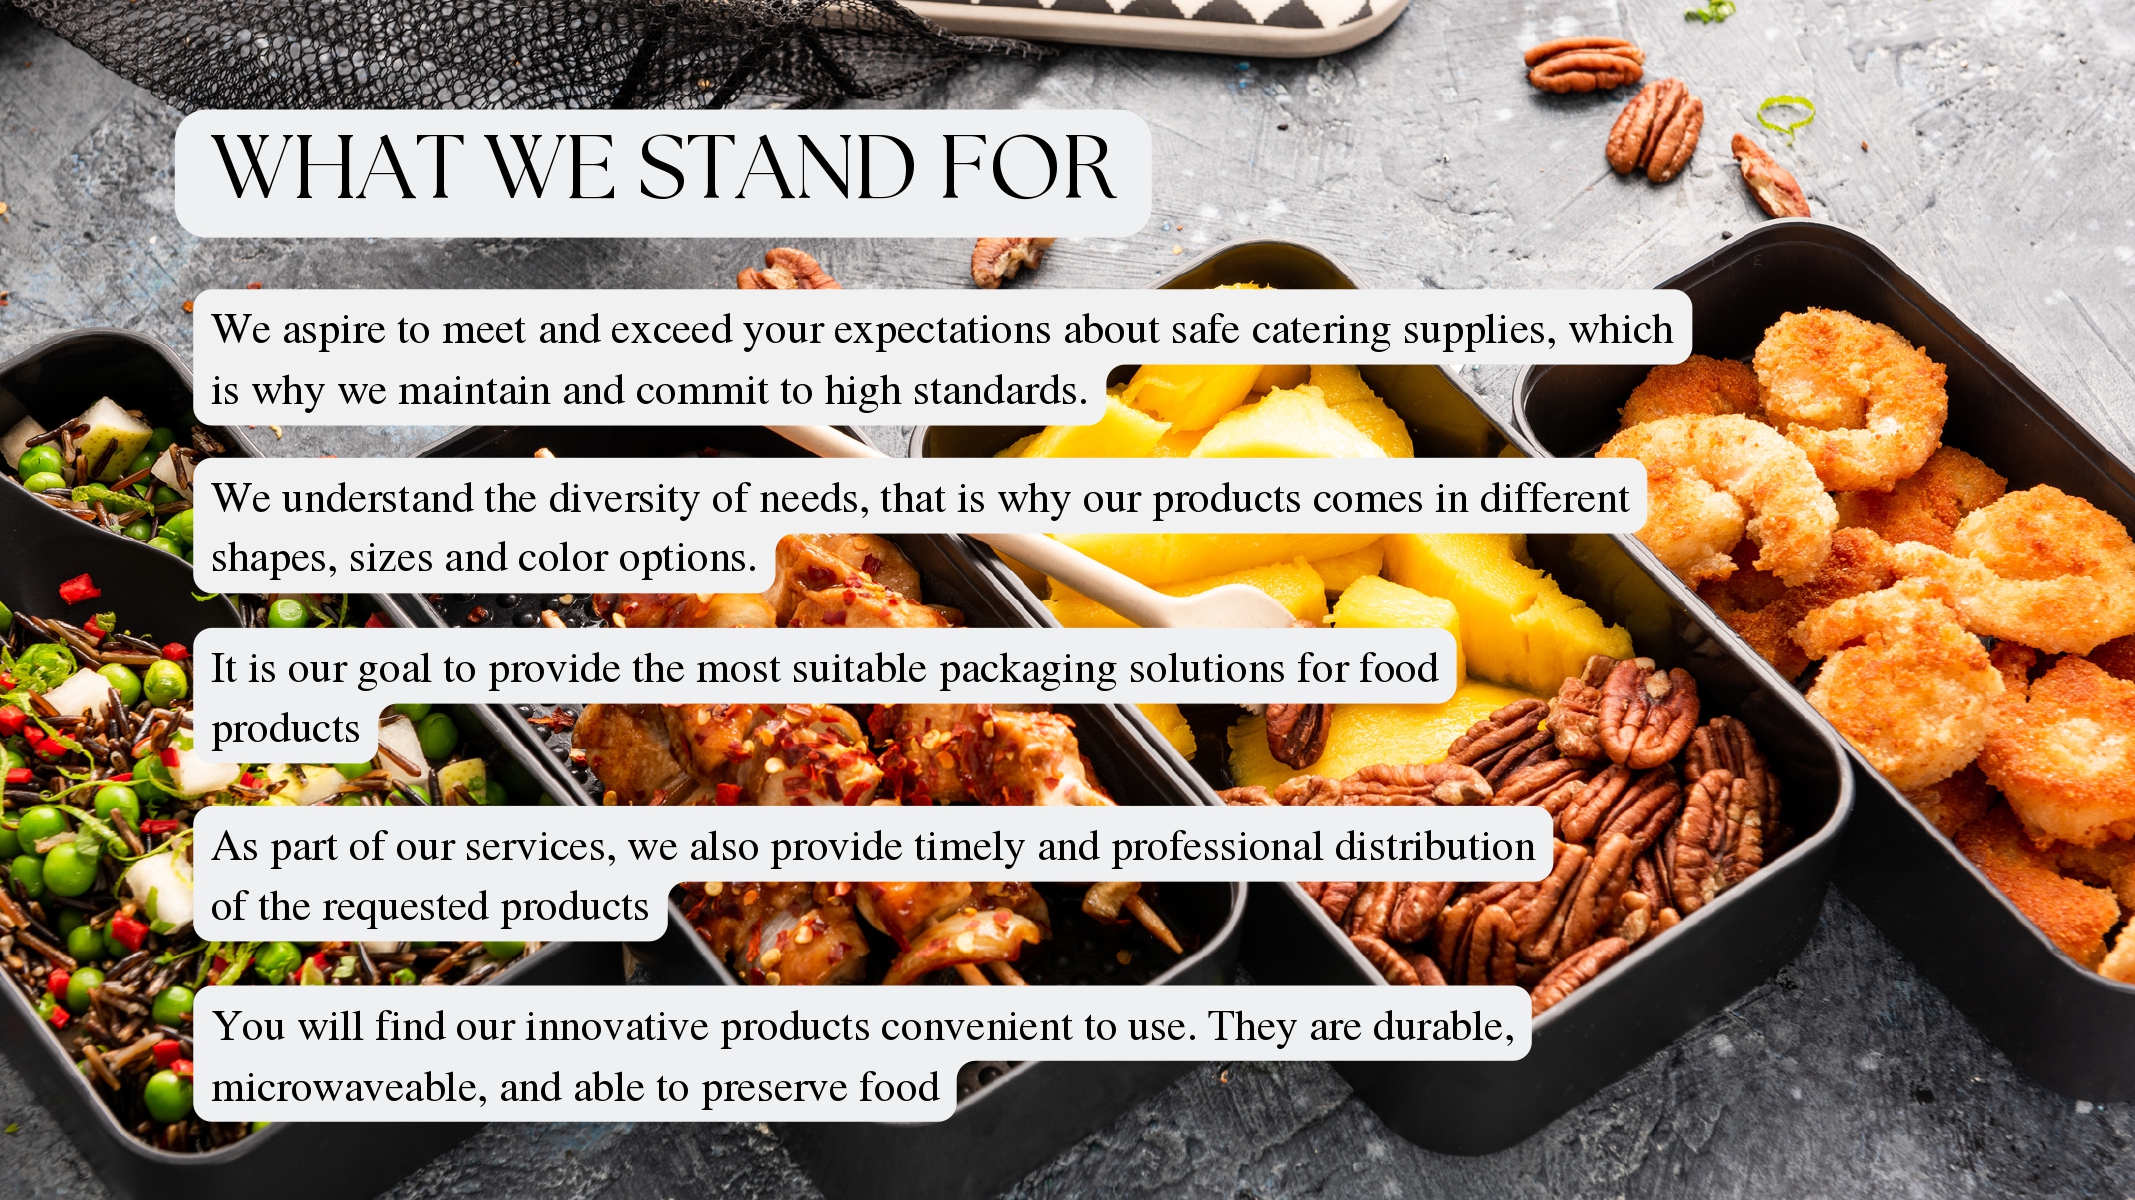 WHAT WE STAND FOR
We aspire to meet and exceed your expectations about safe catering supplies, which
is why we maintain and commit to high standards.
We understand the diversity of needs, that is why our products comes in different
shapes, sizes and color options.
It is our goal to provide the most suitable packaging solutions for food
products
As part of our services, we also provide timely and professional distribution
of the requested products
You will find our innovative products convenient to use. They are durable,
microwaveable, and able to preserve food